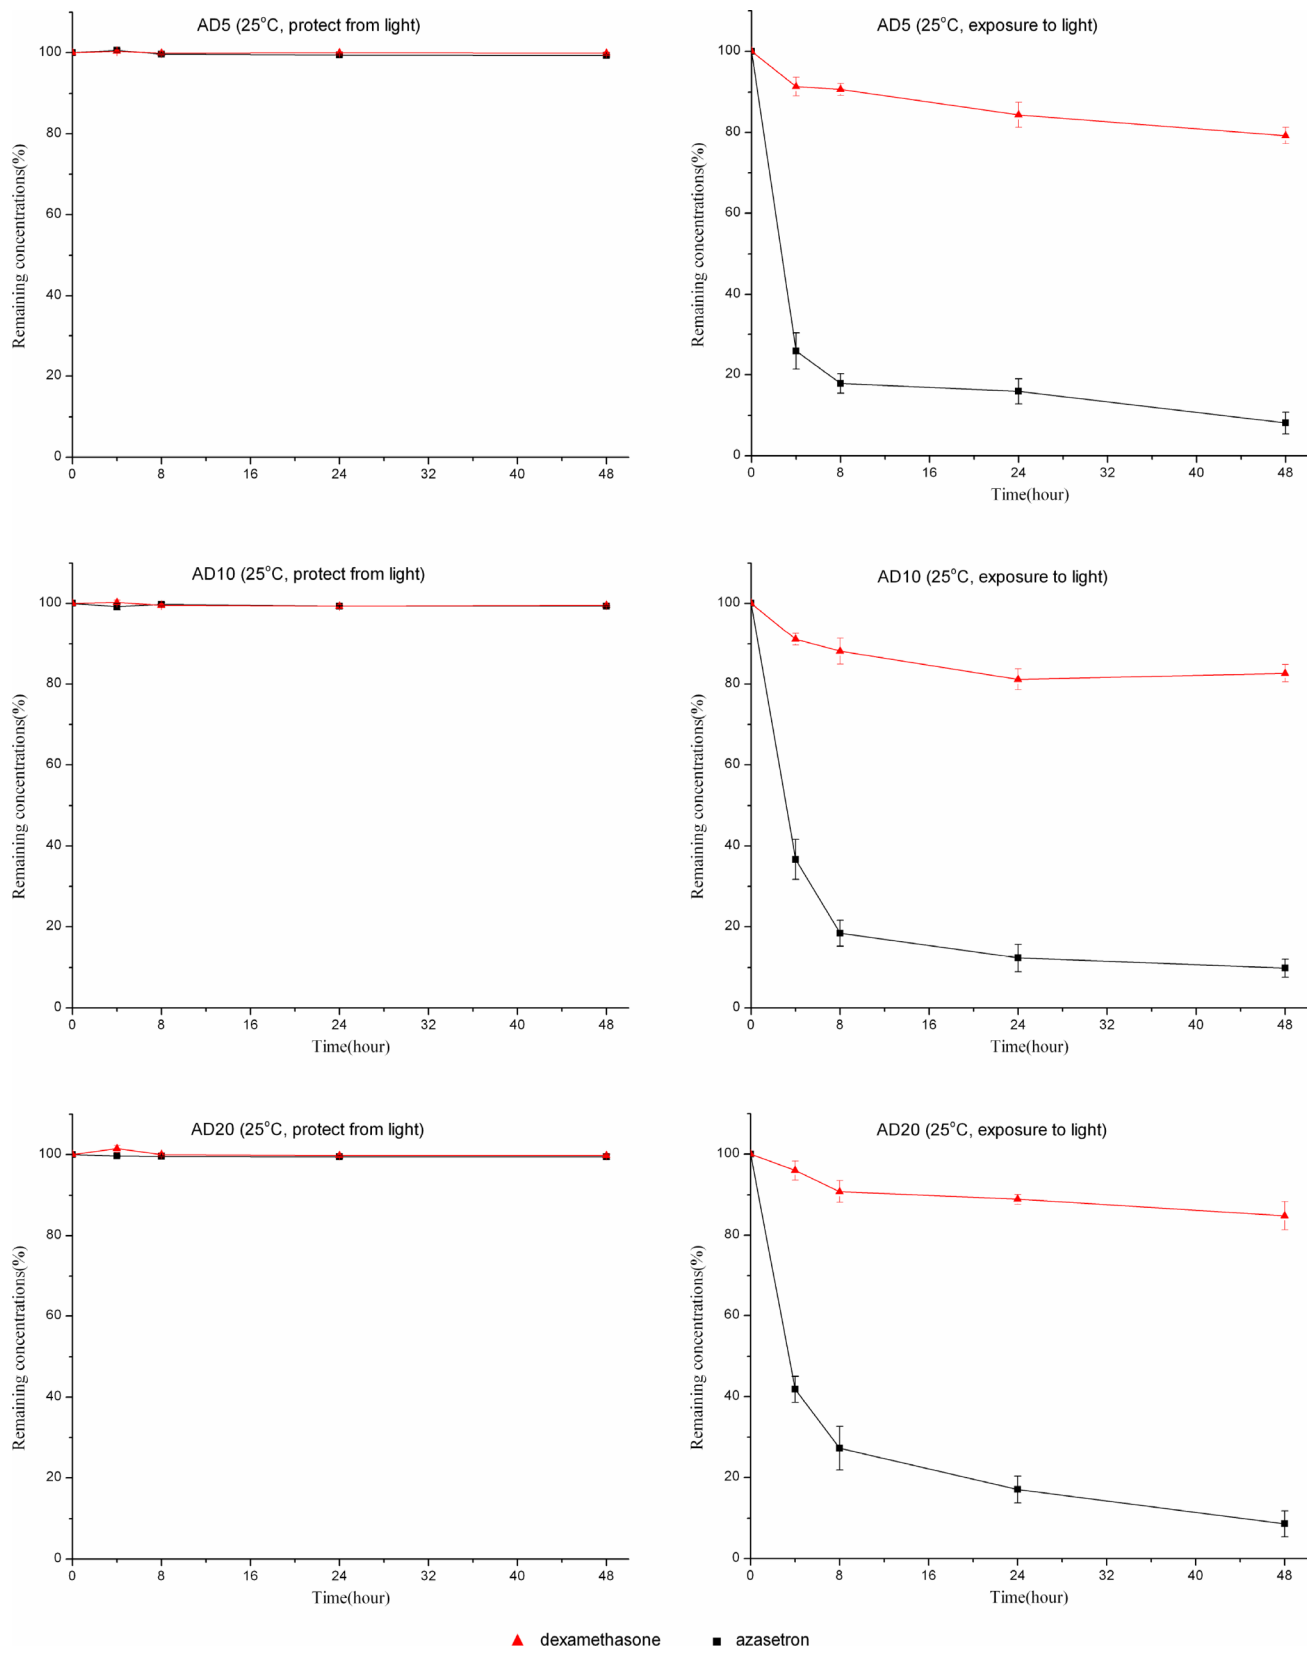 AD5 (25°C, protect from light)
Remaining concentrations(%)
100
80
60
40
20
0
0 8 16 24 32 40 48
AD5 (25°C, exposure to light)
Remaining concentrations(%)
100
80
60
40
20
0
0 8 16 24 32 40 48
Time(hour)
AD10 (25°C, protect from light)
Remaining concentrations(%)
100
80
60
40
20
0
0 8 16 24 32 40 48
Time(hour)
AD10 (25°C, exposure to light)
Remaining concentrations(%)
100
80
60
40
20
0
0 8 16 24 32 40 48
Time(hour)
AD20 (25°C, protect from light)
Remaining concentrations(%)
100
80
60
40
20
0
0 8 16 24 32 40 48
Time(hour)
AD20 (25°C, exposure to light)
Remaining concentrations(%)
100
80
60
40
20
0
0 8 16 24 32 40 48
Time(hour)
dexamethasone azasetron